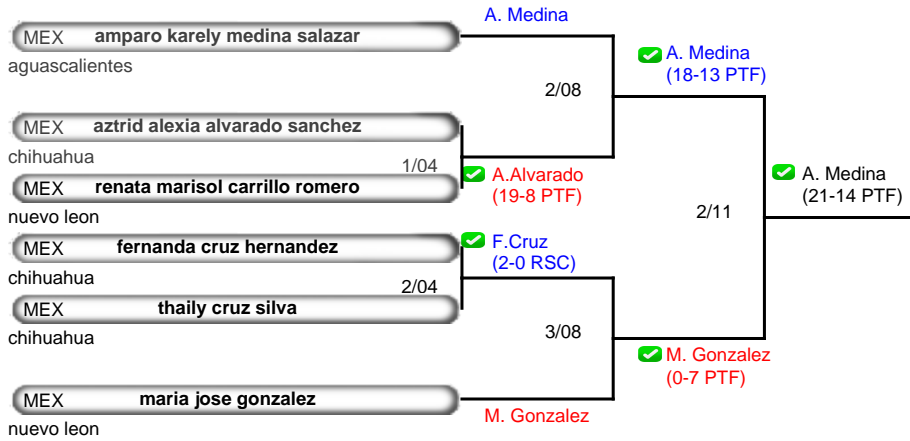 A. Medina
MEX amparo karely medina salazar
aguascalientes
A. Medina
(18-13 PTF)
2/08
MEX aztrid alexia alvarado sanchez
chihuahua
1/04
A.Alvarado
(19-8 PTF)
MEX renata marisol carrillo romero
nuevo leon
A. Medina
(21-14 PTF)
2/11
MEX fernanda cruz hernandez
chihuahua
F.Cruz
(2-0 RSC)
2/04
MEX thaily cruz silva
chihuahua
3/08
M. Gonzalez
(0-7 PTF)
MEX maria jose gonzalez
nuevo leon
M. Gonzalez